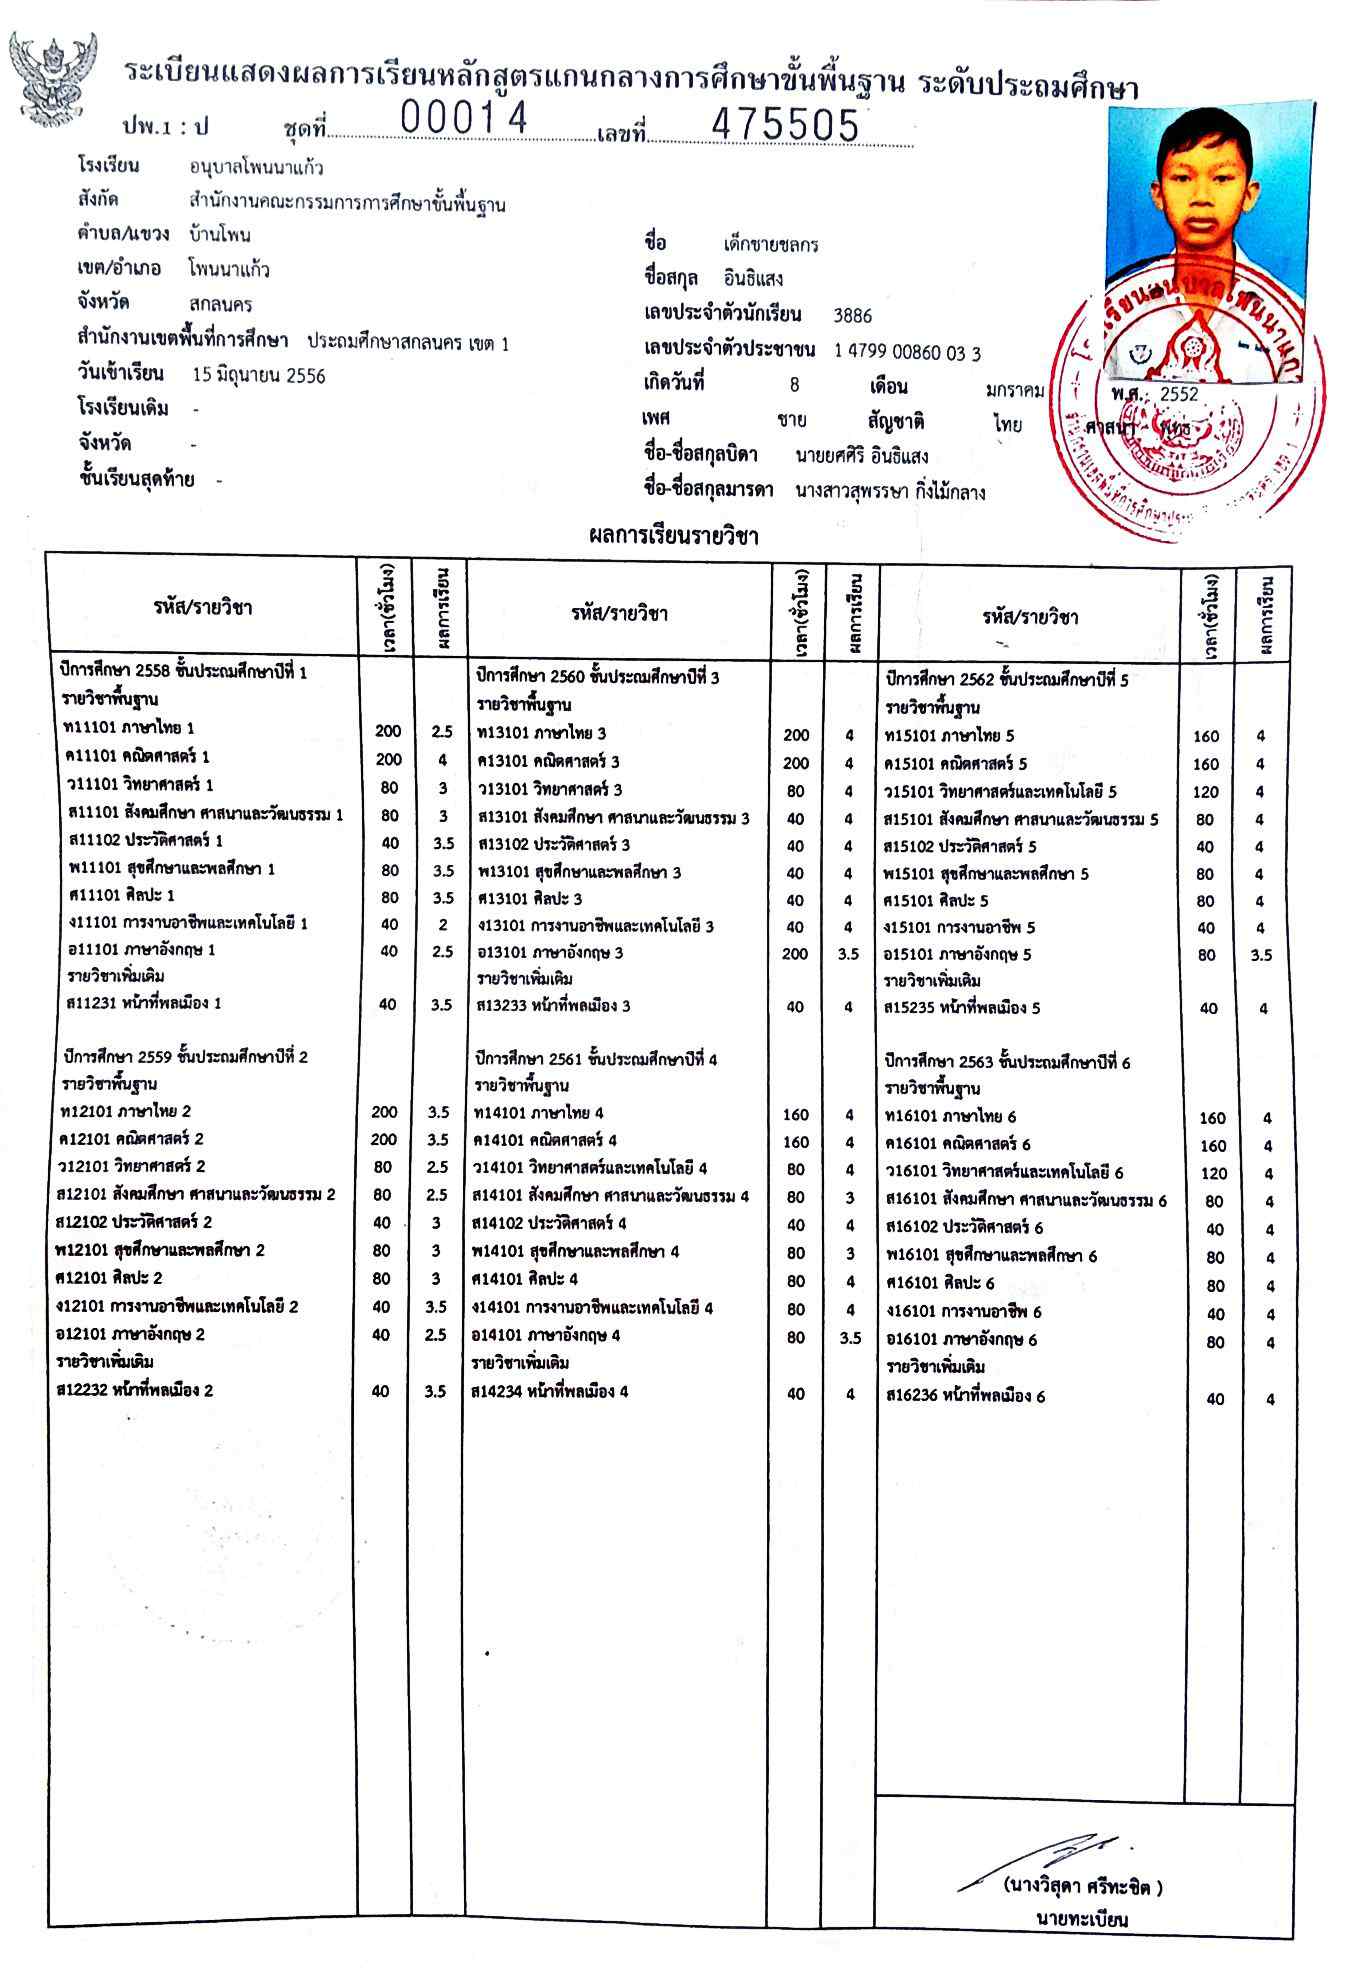 ระเบียนแสดงผลการเรียนหลักสูตรแกนกลางการศึกษาขั้นพื้นฐาน ระดับประถมศึกษา
ปพ.1 : ป ชุดที่ 00014 เลขที่ 475505
โรงเรียน อนุบาลโพนนาแก้ว
สังกัด สำนักงานคณะกรรมการการศึกษาขั้นพื้นฐาน
ตำบล/แขวง บ้านโพน
เขต/อำเภอ โพนนาแก้ว
จังหวัด สกลนคร
สำนักงานเขตพื้นที่การศึกษา ประถมศึกษาสกลนคร เขต 1
วันเข้าเรียน 15 มิถุนายน 2556
โรงเรียนเดิม -
จังหวัด -
ชั้นเรียนสุดท้าย -
ชื่อ เด็กชายชลกร
ชื่อสกุล อินธิแสง
เลขประจำตัวนักเรียน 3886
เลขประจำตัวประชาชน 1 4799 00860 03 3
เกิดวันที่ 8 เดือน มกราคม พ.ศ. 2552
เพศ ชาย สัญชาติ ไทย ศาสนา พุทธ
ชื่อ-ชื่อสกุลบิดา นายยศศิริ อินธิแสง
ชื่อ-ชื่อสกุลมารดา นางสาวสุพรรษา กิ่งไม้กลาง
ผลการเรียนรายวิชา
รหัส/รายวิชา เวลา(ชั่วโมง) ผลการเรียน
ปีการศึกษา 2558 ชั้นประถมศึกษาปีที่ 1
รายวิชาพื้นฐาน
ท11101 ภาษาไทย 1 200 2.5
ค11101 คณิตศาสตร์ 1 200 4
ว11101 วิทยาศาสตร์ 1 80 3
ส11101 สังคมศึกษา ศาสนาและวัฒนธรรม 1 80 3
ส11102 ประวัติศาสตร์ 1 40 3.5
พ11101 สุขศึกษาและพลศึกษา 1 80 3.5
ศ11101 ศิลปะ 1 80 3.5
ง11101 การงานอาชีพและเทคโนโลยี 1 40 2
อ11101 ภาษาอังกฤษ 1 40 2.5
รายวิชาเพิ่มเติม
ส11231 หน้าที่พลเมือง 1 40 3.5
ปีการศึกษา 2559 ชั้นประถมศึกษาปีที่ 2
รายวิชาพื้นฐาน
ท12101 ภาษาไทย 2 200 3.5
ค12101 คณิตศาสตร์ 2 200 3.5
ว12101 วิทยาศาสตร์ 2 80 2.5
ส12101 สังคมศึกษา ศาสนาและวัฒนธรรม 2 80 2.5
ส12102 ประวัติศาสตร์ 2 40 3
พ12101 สุขศึกษาและพลศึกษา 2 80 3
ศ12101 ศิลปะ 2 80 3
ง12101 การงานอาชีพและเทคโนโลยี 2 40 3.5
อ12101 ภาษาอังกฤษ 2 40 2.5
รายวิชาเพิ่มเติม
ส12232 หน้าที่พลเมือง 2 40 3.5
รหัส/รายวิชา เวลา(ชั่วโมง) ผลการเรียน
ปีการศึกษา 2560 ชั้นประถมศึกษาปีที่ 3
รายวิชาพื้นฐาน
ท13101 ภาษาไทย 3 200 4
ค13101 คณิตศาสตร์ 3 200 4
ว13101 วิทยาศาสตร์ 3 80 4
ส13101 สังคมศึกษา ศาสนาและวัฒนธรรม 3 40 4
ส13102 ประวัติศาสตร์ 3 40 4
พ13101 สุขศึกษาและพลศึกษา 3 40 4
ศ13101 ศิลปะ 3 40 4
ง13101 การงานอาชีพและเทคโนโลยี 3 40 4
อ13101 ภาษาอังกฤษ 3 200 3.5
รายวิชาเพิ่มเติม
ส13233 หน้าที่พลเมือง 3 40 4
ปีการศึกษา 2561 ชั้นประถมศึกษาปีที่ 4
รายวิชาพื้นฐาน
ท14101 ภาษาไทย 4 160 4
ค14101 คณิตศาสตร์ 4 160 4
ว14101 วิทยาศาสตร์และเทคโนโลยี 4 80 4
ส14101 สังคมศึกษา ศาสนาและวัฒนธรรม 4 80 3
ส14102 ประวัติศาสตร์ 4 40 4
พ14101 สุขศึกษาและพลศึกษา 4 80 3
ศ14101 ศิลปะ 4 80 4
ง14101 การงานอาชีพและเทคโนโลยี 4 80 4
อ14101 ภาษาอังกฤษ 4 80 3.5
รายวิชาเพิ่มเติม
ส14234 หน้าที่พลเมือง 4 40 4
รหัส/รายวิชา เวลา(ชั่วโมง) ผลการเรียน
ปีการศึกษา 2562 ชั้นประถมศึกษาปีที่ 5
รายวิชาพื้นฐาน
ท15101 ภาษาไทย 5 160 4
ค15101 คณิตศาสตร์ 5 160 4
ว15101 วิทยาศาสตร์และเทคโนโลยี 5 120 4
ส15101 สังคมศึกษา ศาสนาและวัฒนธรรม 5 80 4
ส15102 ประวัติศาสตร์ 5 40 4
พ15101 สุขศึกษาและพลศึกษา 5 80 4
ศ15101 ศิลปะ 5 80 4
ง15101 การงานอาชีพ 5 40 4
อ15101 ภาษาอังกฤษ 5 80 3.5
รายวิชาเพิ่มเติม
ส15235 หน้าที่พลเมือง 5 40 4
ปีการศึกษา 2563 ชั้นประถมศึกษาปีที่ 6
รายวิชาพื้นฐาน
ท16101 ภาษาไทย 6 160 4
ค16101 คณิตศาสตร์ 6 160 4
ว16101 วิทยาศาสตร์และเทคโนโลยี 6 120 4
ส16101 สังคมศึกษา ศาสนาและวัฒนธรรม 6 80 4
ส16102 ประวัติศาสตร์ 6 40 4
พ16101 สุขศึกษาและพลศึกษา 6 80 4
ศ16101 ศิลปะ 6 80 4
ง16101 การงานอาชีพ 6 40 4
อ16101 ภาษาอังกฤษ 6 80 4
รายวิชาเพิ่มเติม
ส16236 หน้าที่พลเมือง 6 40 4
(นางวิสุดา ศรีทะชิต )
นายทะเบียน